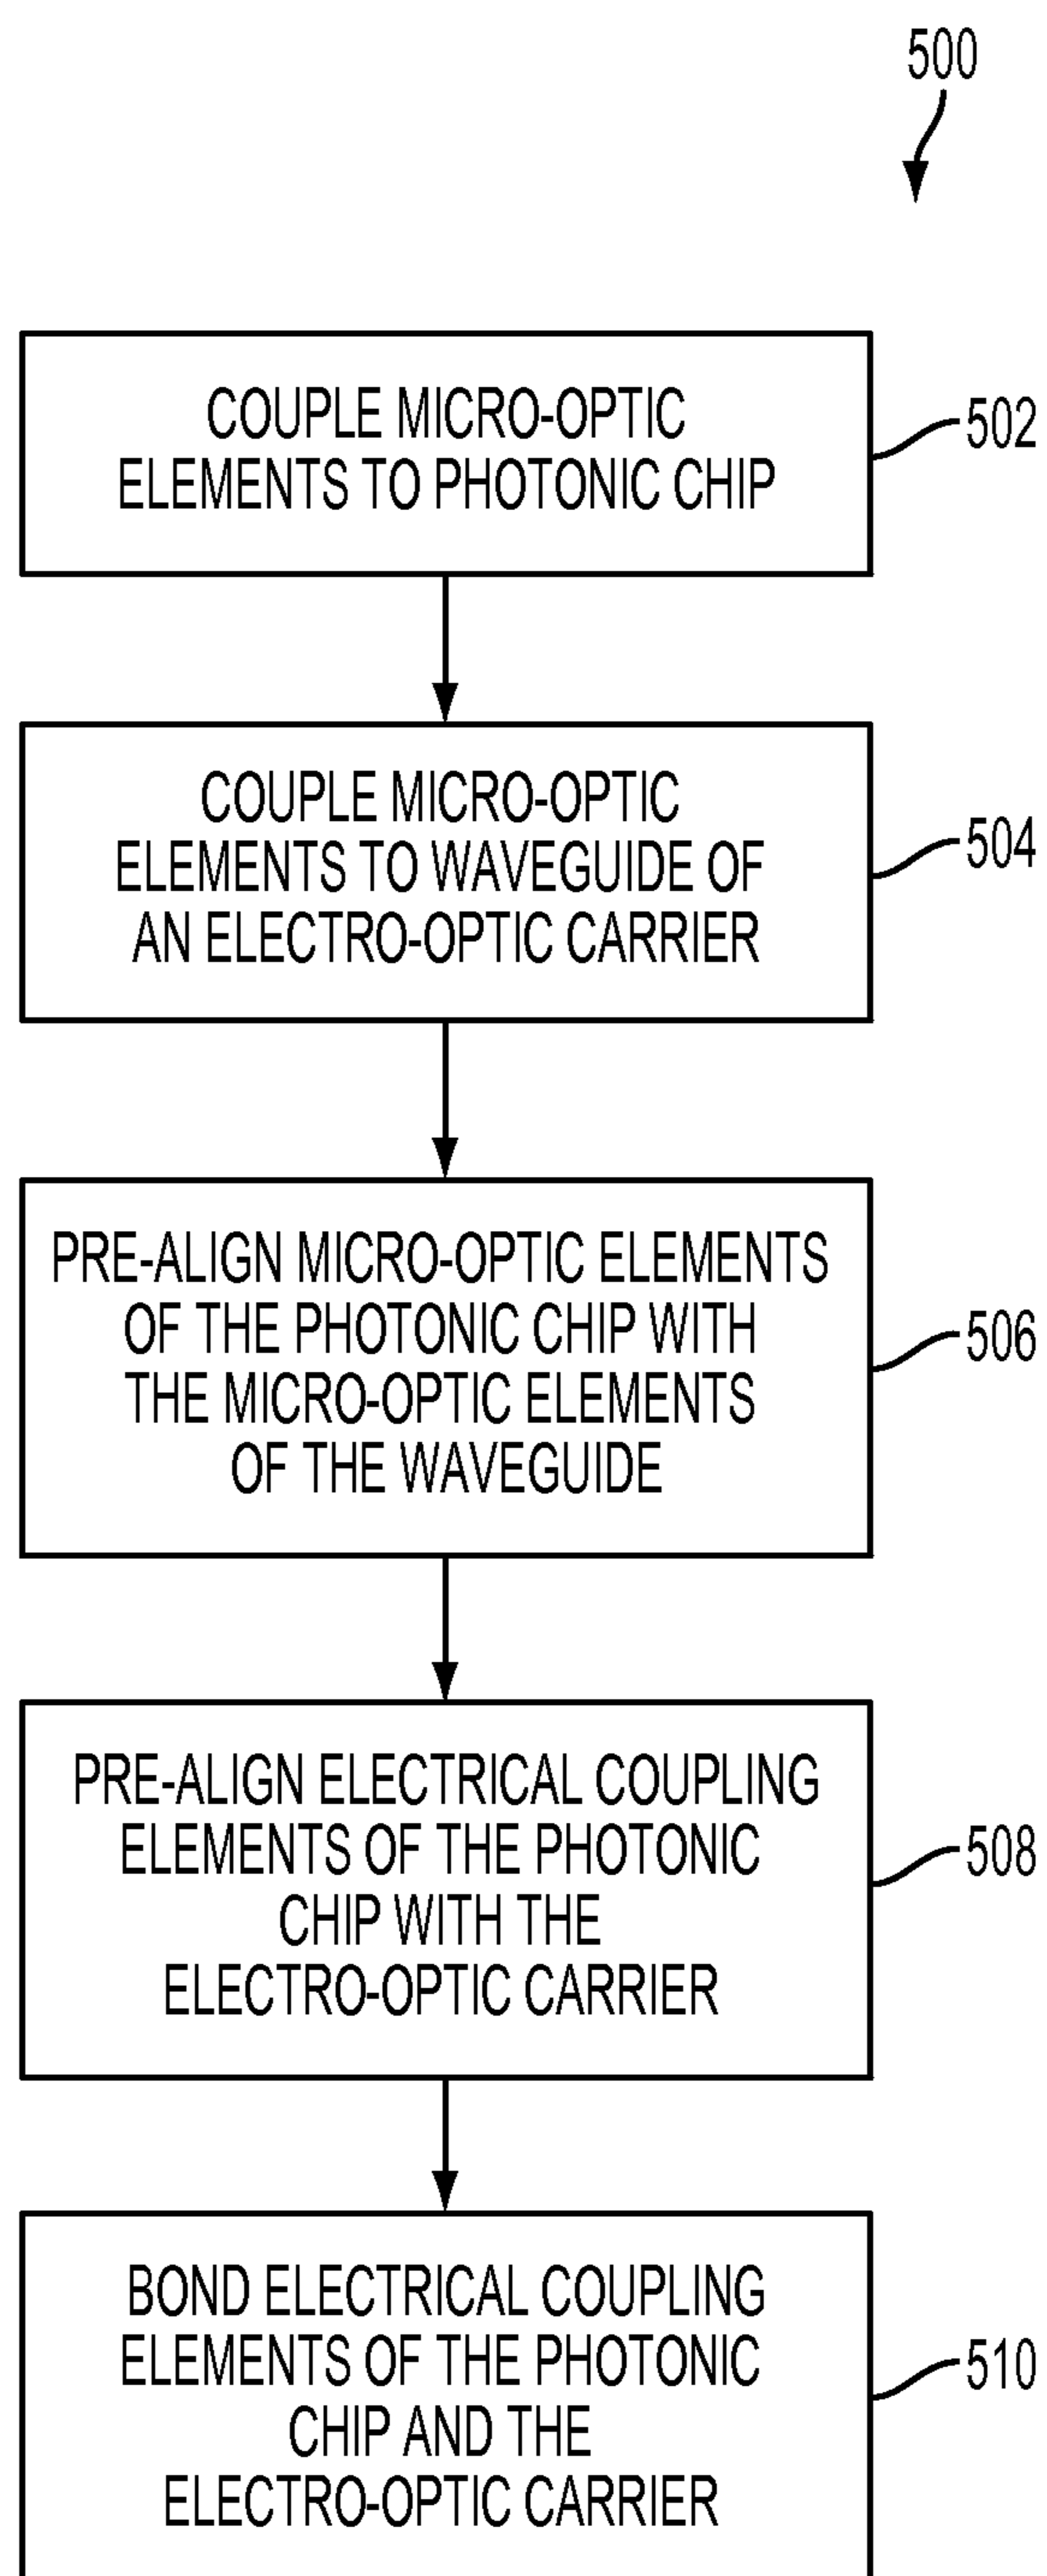 500
COUPLE MICRO-OPTIC
ELEMENTS TO PHOTONIC CHIP
502
COUPLE MICRO-OPTIC
ELEMENTS TO WAVEGUIDE OF
AN ELECTRO-OPTIC CARRIER
504
PRE-ALIGN MICRO-OPTIC ELEMENTS
OF THE PHOTONIC CHIP WITH
THE MICRO-OPTIC ELEMENTS
OF THE WAVEGUIDE
506
PRE-ALIGN ELECTRICAL COUPLING
ELEMENTS OF THE PHOTONIC
CHIP WITH THE
ELECTRO-OPTIC CARRIER
508
BOND ELECTRICAL COUPLING
ELEMENTS OF THE PHOTONIC
CHIP AND THE
ELECTRO-OPTIC CARRIER
510